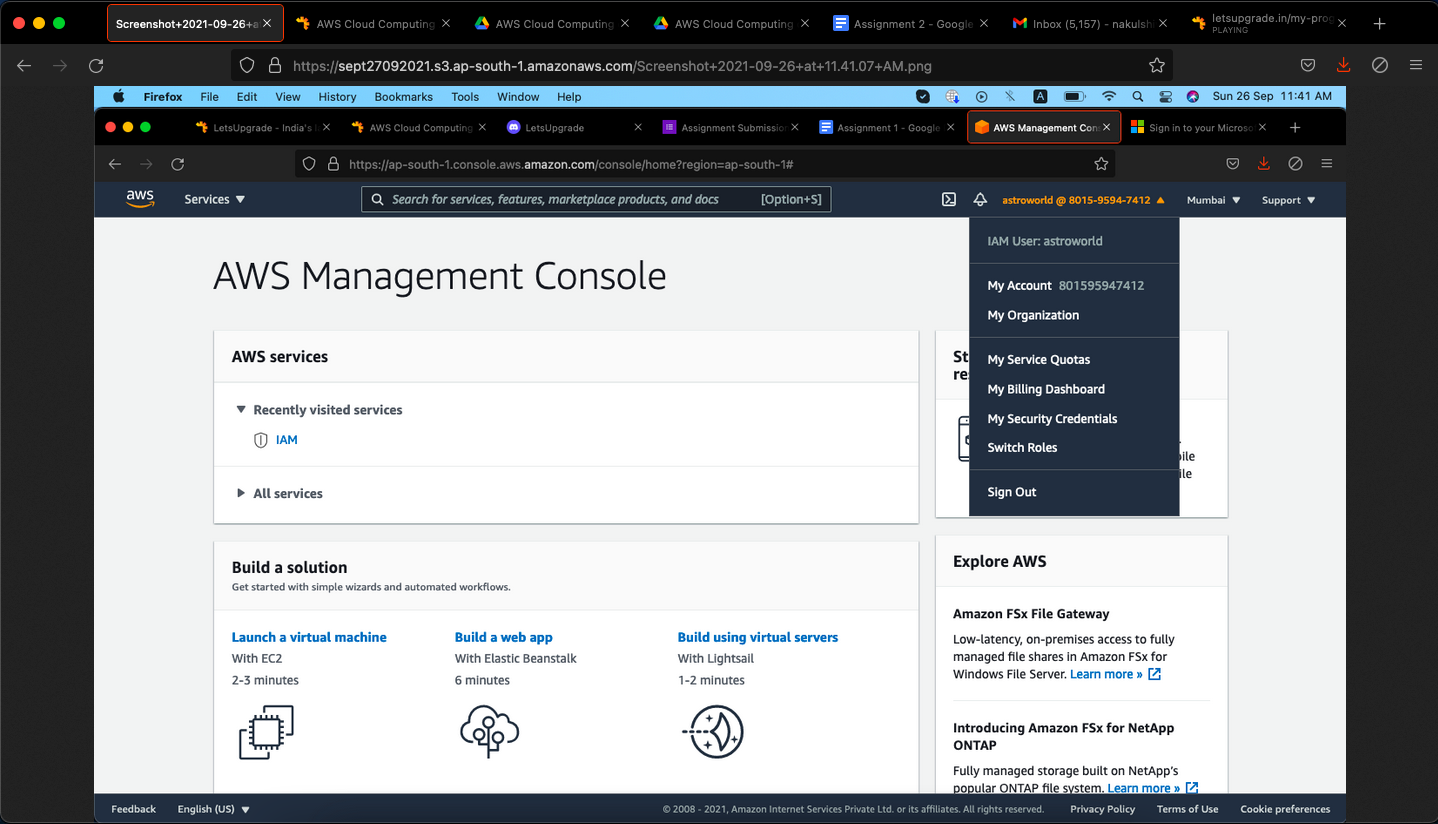 Screenshot+2021-09-26+a
AWS Cloud Computing
AWS Cloud Computing
AWS Cloud Computing
Assignment 2 - Google
Inbox (5,157) - nakulsh
letsupgrade.in/my-prog
PLAYING
https://sept27092021.s3.ap-south-1.amazonaws.com/Screenshot+2021-09-26+at+11.41.07+AM.png
Firefox File Edit View History Bookmarks Tools Window Help
A
Sun 26 Sep 11:41 AM
LetsUpgrade - India's
AWS Cloud Computing
LetsUpgrade
Assignment Submission
Assignment 1 - Google
AWS Management Con
Sign in to your Microso
https://ap-south-1.console.aws.amazon.com/console/home?region=ap-south-1#
aws
Services
Search for services, features, marketplace products, and docs
[Option+S]
astroworld @ 8015-9594-7412
Mumbai
Support
IAM User: astroworld
My Account 801595947412
My Organization
My Service Quotas
My Billing Dashboard
My Security Credentials
Switch Roles
Sign Out
AWS Management Console
AWS services
Recently visited services
IAM
All services
Build a solution
Get started with simple wizards and automated workflows.
Launch a virtual machine
With EC2
2-3 minutes
Build a web app
With Elastic Beanstalk
6 minutes
Build using virtual servers
With Lightsail
1-2 minutes
Explore AWS
Amazon FSx File Gateway
Low-latency, on-premises access to fully
managed file shares in Amazon FSx for
Windows File Server. Learn more »
Introducing Amazon FSx for NetApp
ONTAP
Fully managed storage built on NetApp's
popular ONTAP file system. Learn more »
Feedback
English (US)
© 2008 - 2021, Amazon Internet Services Private Ltd. or its affiliates. All rights reserved.
Privacy Policy
Terms of Use
Cookie preferences